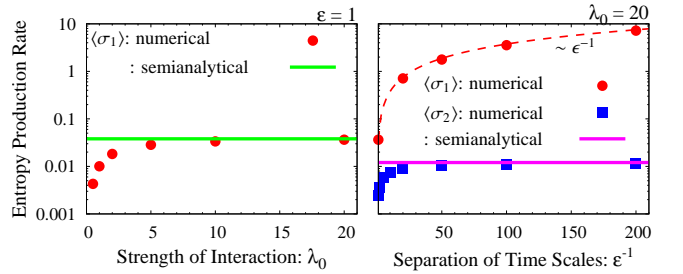 ε = 1
λ₀ = 20
Entropy Production Rate
10
1
0.1
0.01
0.001
⟨σ₁⟩: numerical
: semianalytical
0 5 10 15 20
Strength of Interaction: λ₀
~ ε⁻¹
⟨σ₁⟩: numerical
⟨σ₂⟩: numerical
: semianalytical
50 100 150 200
Separation of Time Scales: ε⁻¹